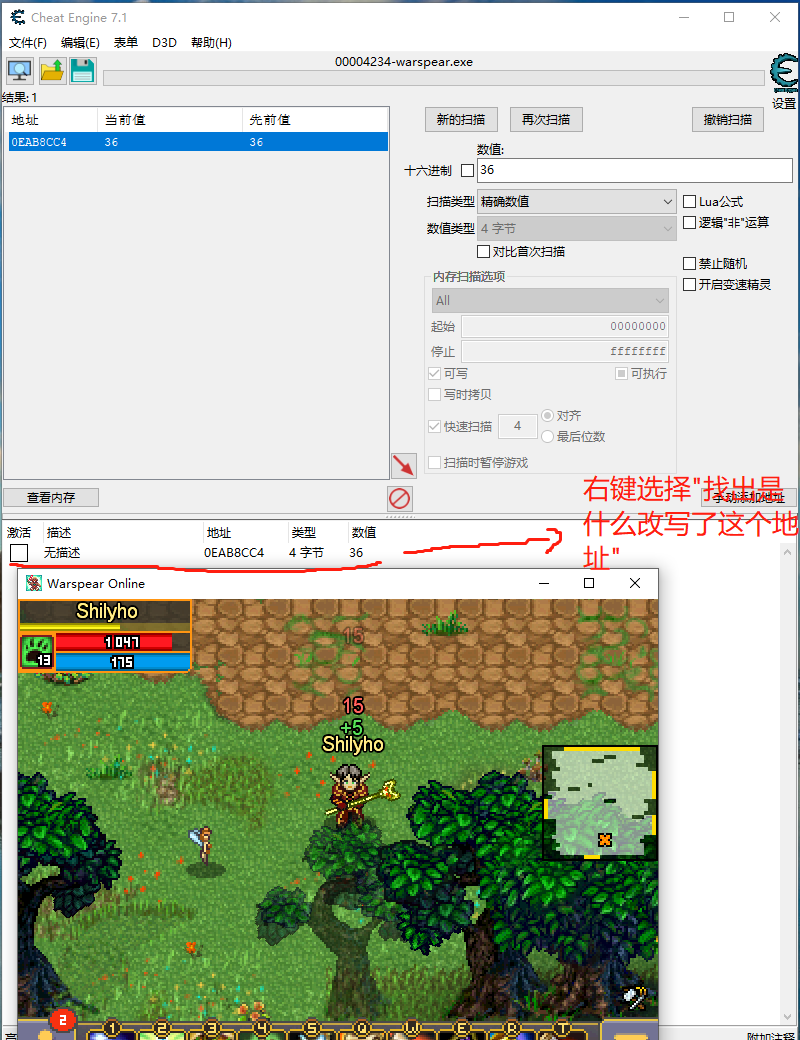 Cheat Engine 7.1
文件(F) 编辑(E) 表单 D3D 帮助(H)
00004234-warspear.exe
结果: 1
设置
地址 当前值 先前值
0EAB8CC4 36 36
新的扫描 再次扫描 撤销扫描
数值:
十六进制 36
扫描类型 精确数值 Lua公式
数值类型 4 字节 逻辑"非"运算
对比首次扫描
禁止随机
内存扫描选项
开启变速精灵
All
起始 00000000
停止 ffffffff
可写 可执行
写时拷贝
快速扫描 4 对齐
最后位数
扫描时暂停游戏
查看内存 手动添加地址
右键选择"找出是
什么改写了这个地
址"
激活 描述 地址 类型 数值
无描述 0EAB8CC4 4 字节 36
Warspear Online
Shilyho
1 047
13
175
15
15
+5
Shilyho
2
1 2 3 4 5 Q W E R T
附加注释